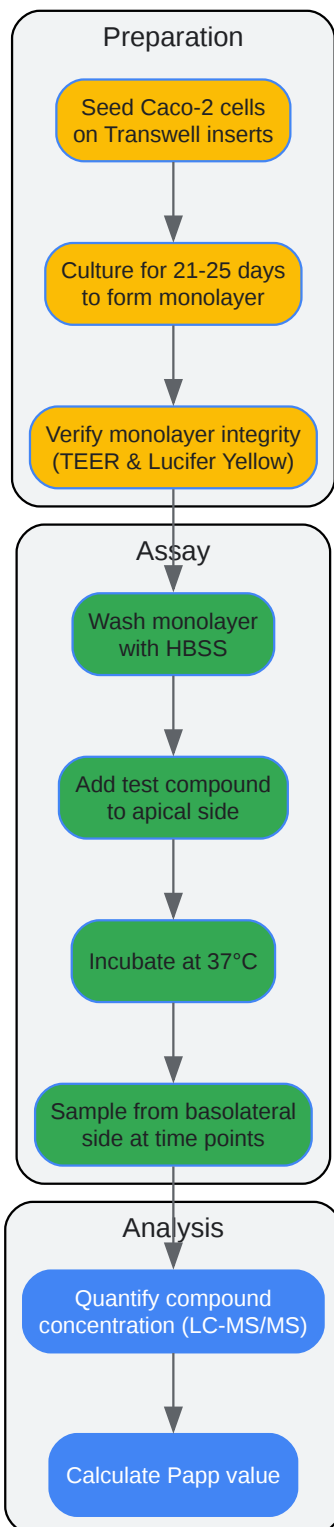 Preparation
Seed Caco-2 cells
on Transwell inserts
Culture for 21-25 days
to form monolayer
Verify monolayer integrity
(TEER & Lucifer Yellow)
Assay
Wash monolayer
with HBSS
Add test compound
to apical side
Incubate at 37°C
Sample from basolateral
side at time points
Analysis
Quantify compound
concentration (LC-MS/MS)
Calculate Papp value